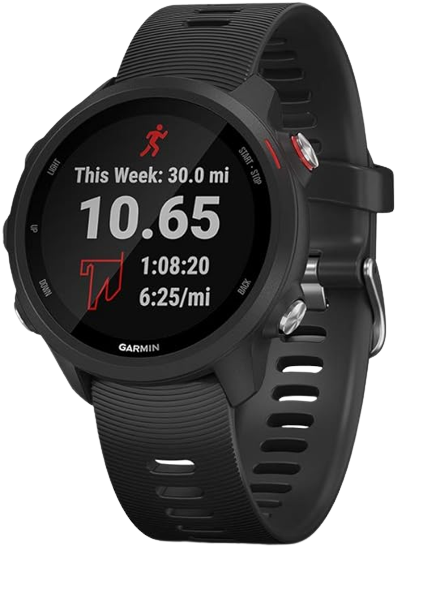 LIGHT
START · STOP
This Week: 30.0 mi
10.65
UP
1:08:20
6:25/mi
DOWN
BACK
GARMIN